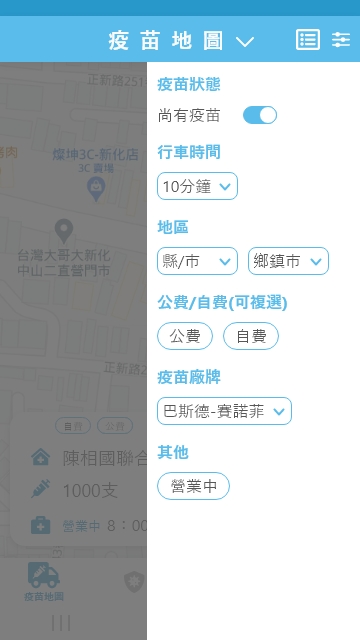 疫苗地圖
疫苗狀態
尚有疫苗
行車時間
10分鐘
地區
縣/市 鄉鎮市
公費/自費(可複選)
公費 自費
疫苗廠牌
巴斯德-賽諾菲
其他
營業中
正新路251
燦坤3C-新化店
3C 賣場
台灣大哥大新化
中山二直營門市
正新路2
自費 公費
陳相國聯合
1000支
營業中 8：00
疫苗地圖